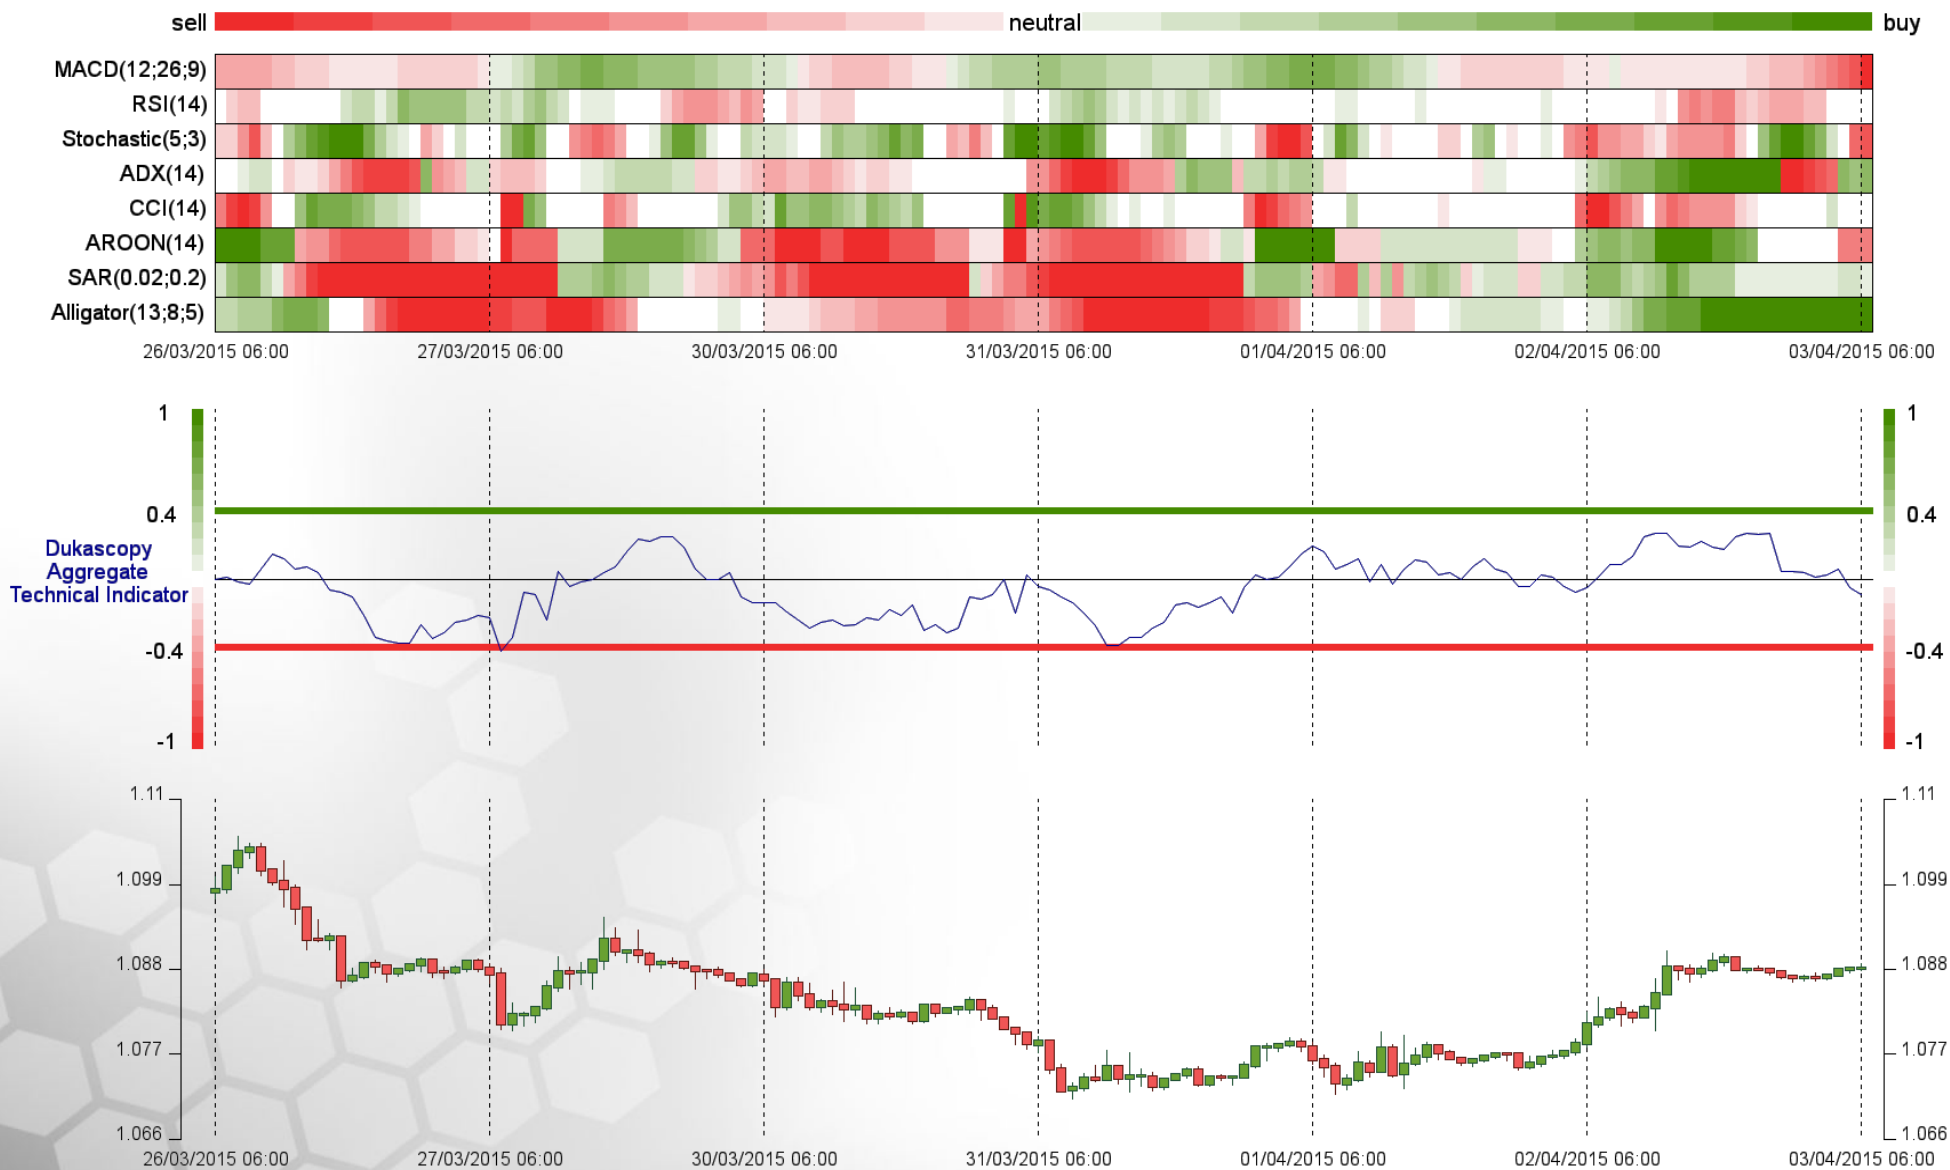 sell neutral buy
MACD(12;26;9)
RSI(14)
Stochastic(5;3)
ADX(14)
CCI(14)
AROON(14)
SAR(0.02;0.2)
Alligator(13;8;5)
26/03/2015 06:00 27/03/2015 06:00 30/03/2015 06:00 31/03/2015 06:00 01/04/2015 06:00 02/04/2015 06:00 03/04/2015 06:00
1 1
0.4 0.4
Dukascopy
Aggregate
Technical Indicator
-0.4 -0.4
-1 -1
1.11 1.11
1.099 1.099
1.088 1.088
1.077 1.077
1.066 1.066
26/03/2015 06:00 27/03/2015 06:00 30/03/2015 06:00 31/03/2015 06:00 01/04/2015 06:00 02/04/2015 06:00 03/04/2015 06:00